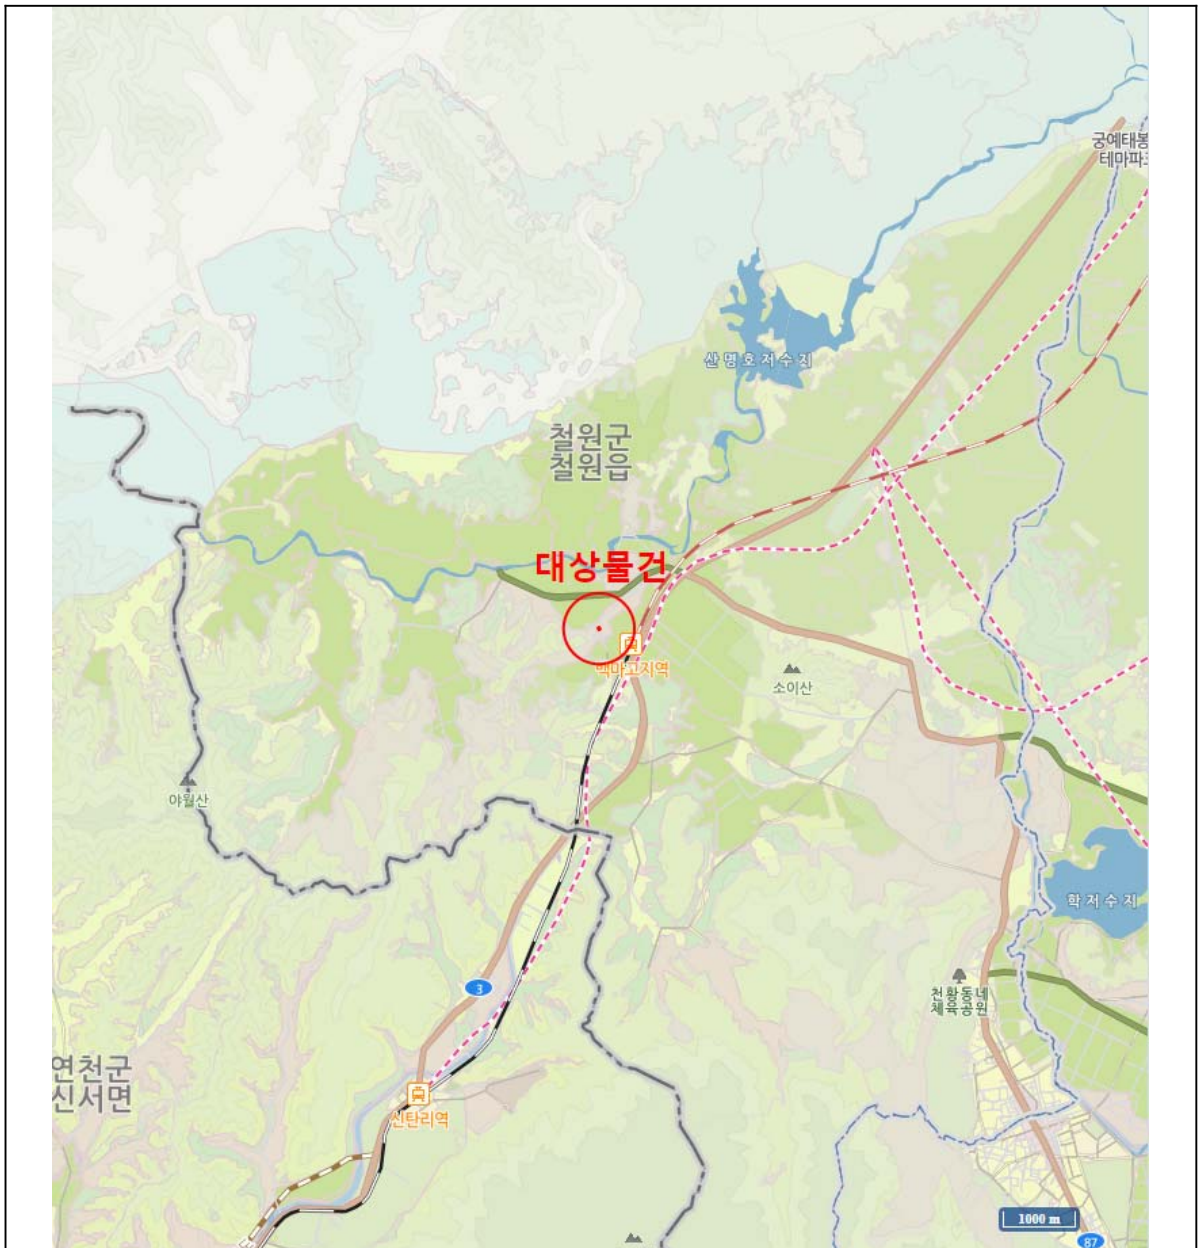 궁예태봉
테마파크
산명호저수지
철원군
철원읍
대상물건
백마고지역
소이산
야월산
학저수지
3
천황동네
체육공원
연천군
신서면
신탄리역
1000 m
87